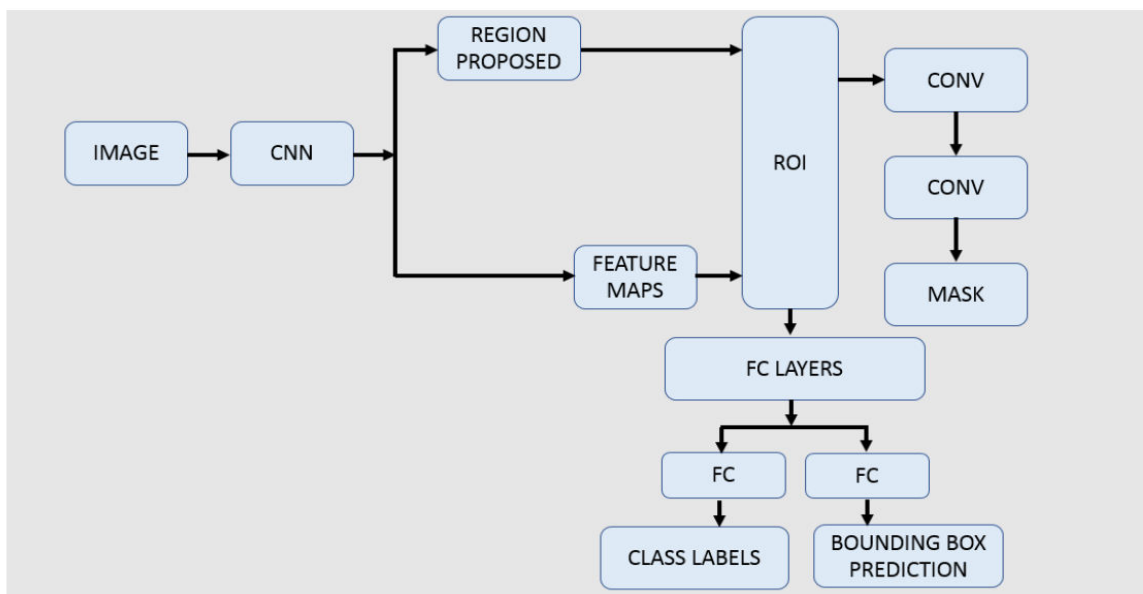 REGION
PROPOSED
IMAGE
CNN
ROI
CONV
CONV
FEATURE
MAPS
MASK
FC LAYERS
FC
FC
CLASS LABELS
BOUNDING BOX
PREDICTION